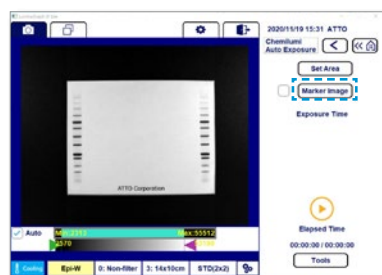 2020/11/19 15:31 ATTO
Chemilumi
Auto Exposure
Set Area
Marker Image
Exposure Time
ATTO Corporation
Auto
Min:2313
Max:55512
2570
Elapsed Time
00:00:00 / 00:00:00
Cooling
Epi-W
0: Non-filter
3: 14x10cm
STD(2x2)
Tools